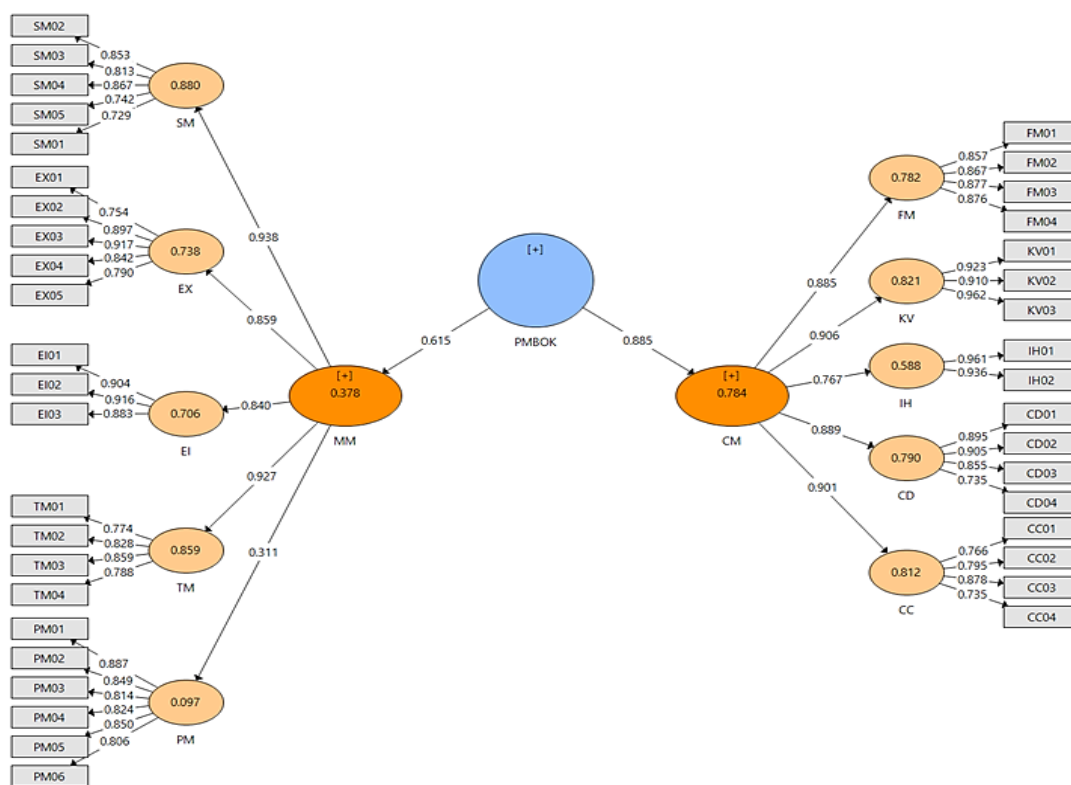 SM02
SM03
SM04
SM05
SM01
0.853
0.813
0.867
0.742
0.729
0.880
SM
EX01
EX02
EX03
EX04
EX05
0.754
0.897
0.917
0.842
0.790
0.738
EX
EI01
EI02
EI03
0.904
0.916
0.883
0.706
EI
TM01
TM02
TM03
TM04
0.774
0.828
0.859
0.788
0.859
TM
PM01
PM02
PM03
PM04
PM05
PM06
0.887
0.849
0.814
0.824
0.850
0.806
0.097
PM
0.938
0.859
0.840
0.927
0.311
[+]
0.378
MM
0.615
[+]
PMBOK
0.885
[+]
0.784
CM
0.885
0.906
0.767
0.889
0.901
0.782
FM
0.857
0.867
0.877
0.876
FM01
FM02
FM03
FM04
0.821
KV
0.923
0.910
0.962
KV01
KV02
KV03
0.588
IH
0.961
0.936
IH01
IH02
0.790
CD
0.895
0.905
0.855
0.735
CD01
CD02
CD03
CD04
0.812
CC
0.766
0.795
0.878
0.735
CC01
CC02
CC03
CC04